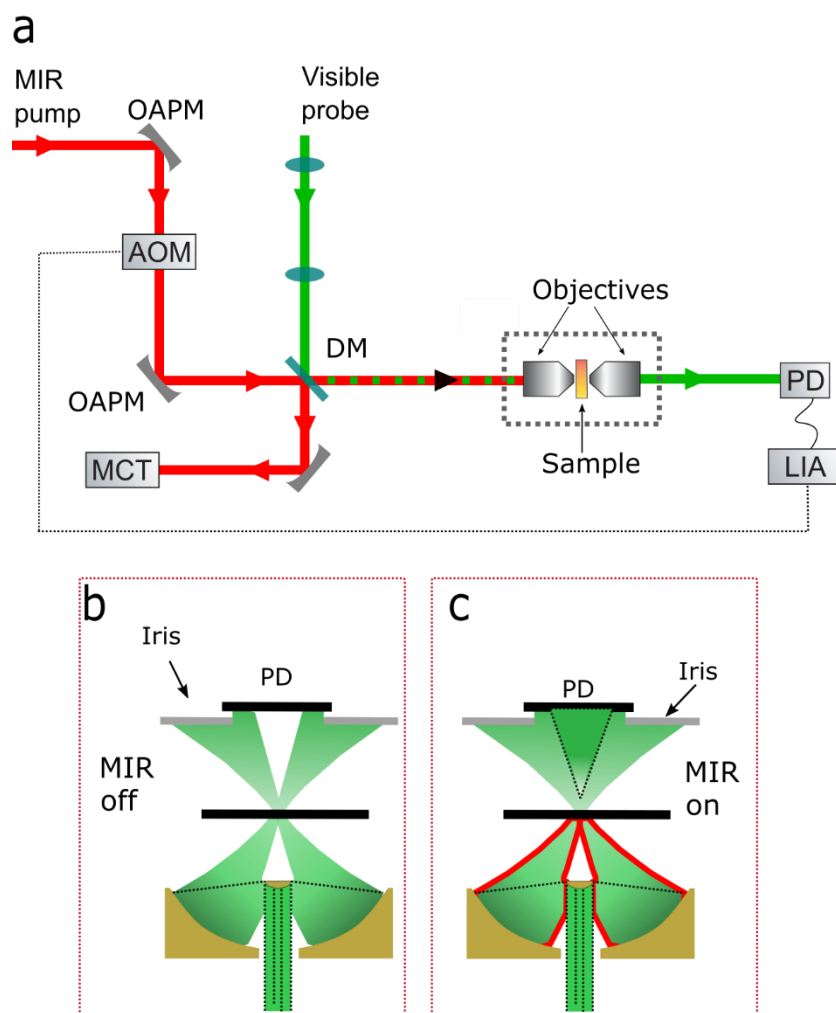 a
MIR
pump
OAPM
Visible
probe
AOM
Objectives
DM
OAPM
PD
MCT
Sample
LIA
b
Iris
PD
MIR
off
c
Iris
PD
MIR
on